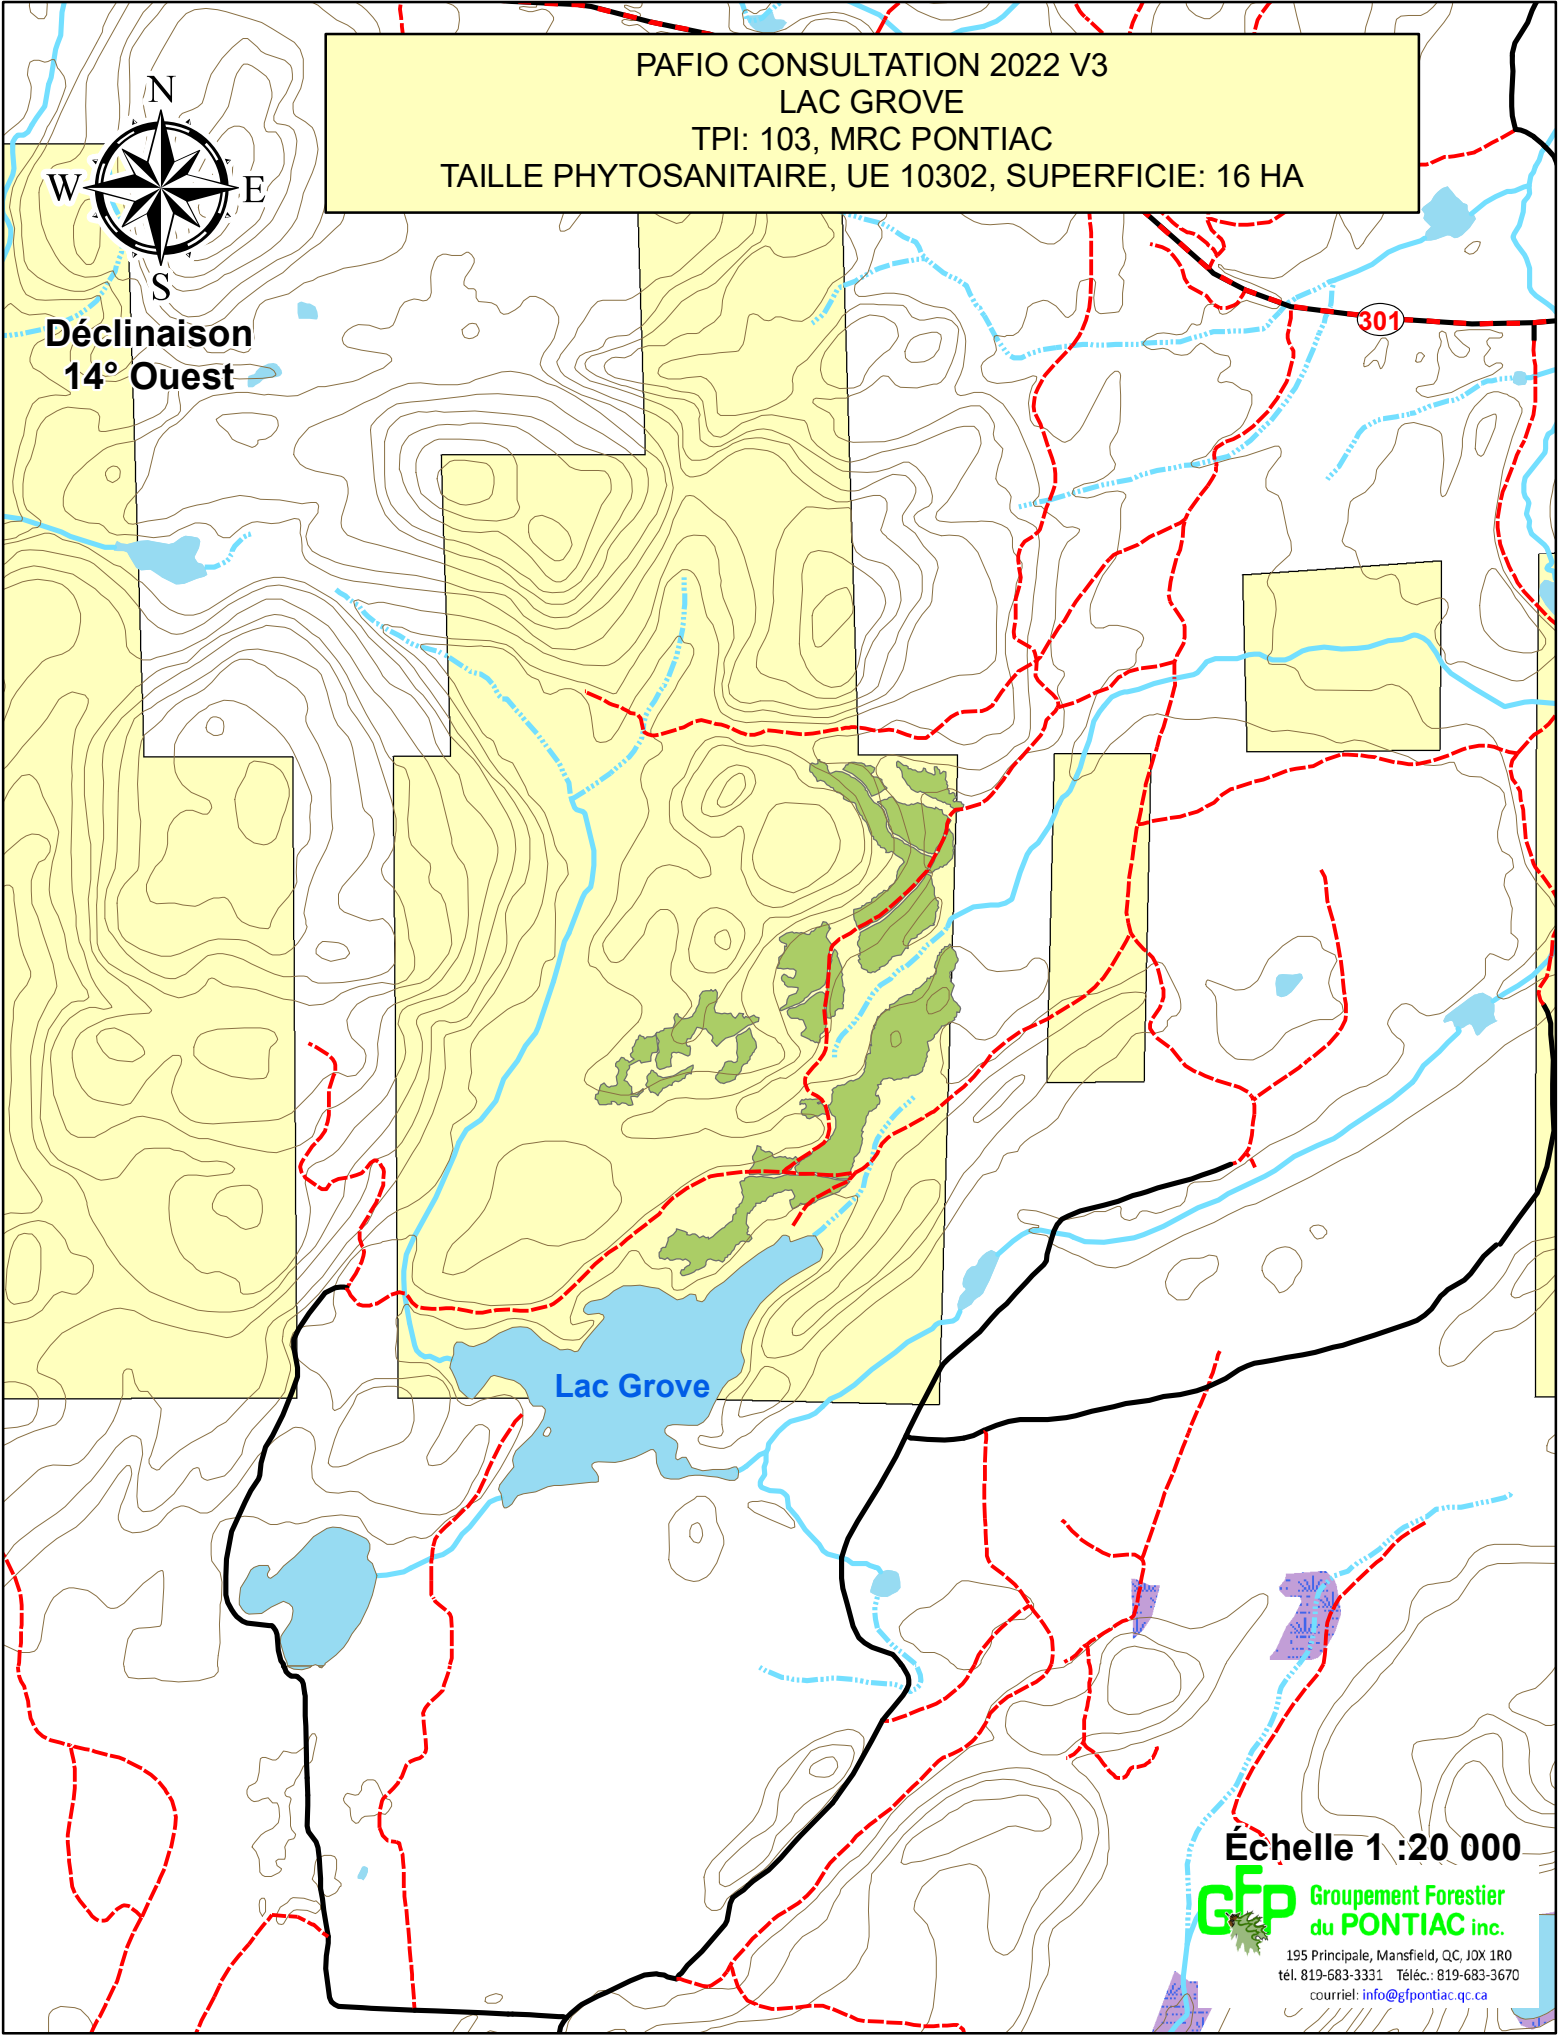 PAFIO CONSULTATION 2022 V3
LAC GROVE
TPI: 103, MRC PONTIAC
TAILLE PHYTOSANITAIRE, UE 10302, SUPERFICIE: 16 HA
N
W E
S
Déclinaison
14° Ouest
301
Lac Grove
Échelle 1 :20 000
GFP
Groupement Forestier
du PONTIAC inc.
195 Principale, Mansfield, QC, J0X 1R0
tél. 819-683-3331 Téléc.: 819-683-3670
courriel: info@gfpontiac.qc.ca